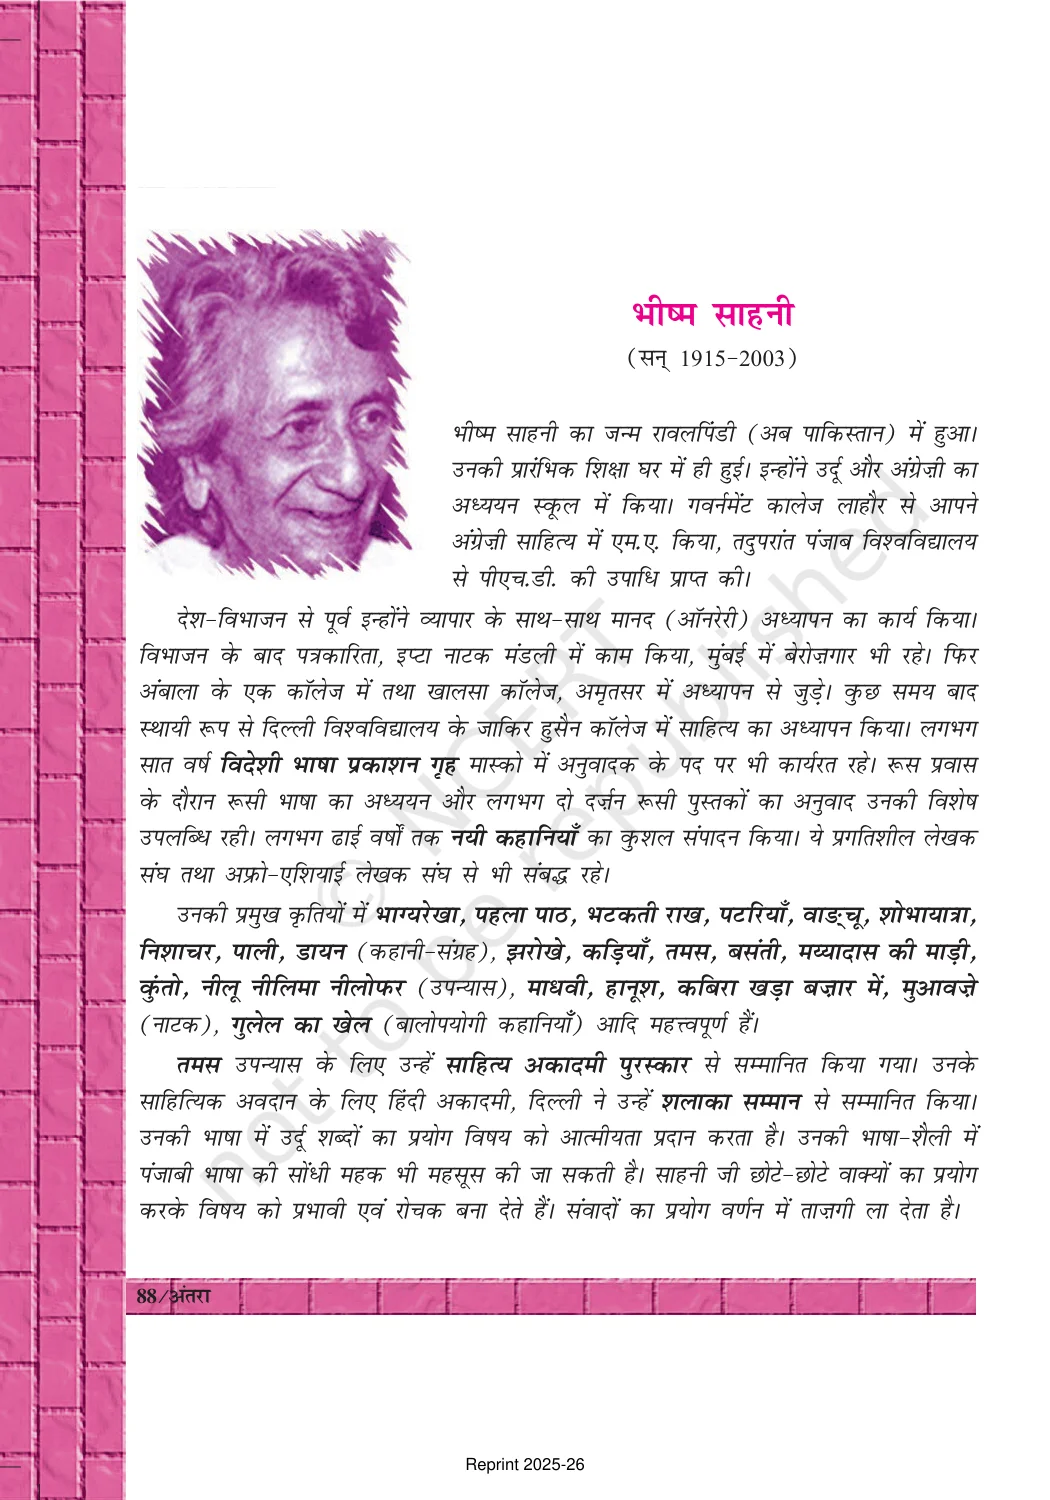 भीष्म साहनी
(सन् 1915-2003)
भीष्म साहनी का जन्म रावलपिंडी (अब पाकिस्तान) में हुआ।
उनकी प्रारंभिक शिक्षा घर में ही हुई। इन्होंने उर्दू और अंग्रेज़ी का
अध्ययन स्कूल में किया। गवर्नमेंट कालेज लाहौर से आपने
अंग्रेज़ी साहित्य में एम.ए. किया, तदुपरांत पंजाब विश्वविद्यालय
से पीएच.डी. की उपाधि प्राप्त की।
देश-विभाजन से पूर्व इन्होंने व्यापार के साथ-साथ मानद (ऑनरेरी) अध्यापन का कार्य किया।
विभाजन के बाद पत्रकारिता, इप्टा नाटक मंडली में काम किया, मुंबई में बेरोज़गार भी रहे। फिर
अंबाला के एक कॉलेज में तथा खालसा कॉलेज, अमृतसर में अध्यापन से जुड़े। कुछ समय बाद
स्थायी रूप से दिल्ली विश्वविद्यालय के जाकिर हुसैन कॉलेज में साहित्य का अध्यापन किया। लगभग
सात वर्ष विदेशी भाषा प्रकाशन गृह मास्को में अनुवादक के पद पर भी कार्यरत रहे। रूस प्रवास
के दौरान रूसी भाषा का अध्ययन और लगभग दो दर्ज़न रूसी पुस्तकों का अनुवाद उनकी विशेष
उपलब्धि रही। लगभग ढाई वर्षों तक नयी कहानियाँ का कुशल संपादन किया। ये प्रगतिशील लेखक
संघ तथा अफ्रो-एशियाई लेखक संघ से भी संबद्ध रहे।
उनकी प्रमुख कृतियों में भाग्यरेखा, पहला पाठ, भटकती राख, पटरियाँ, वाङ्चू, शोभायात्रा,
निशाचर, पाली, डायन (कहानी-संग्रह), झरोखे, कड़ियाँ, तमस, बसंती, मय्यादास की माड़ी,
कुंतो, नीलू नीलिमा नीलोफर (उपन्यास), माधवी, हानूश, कबिरा खड़ा बज़ार में, मुआवज़े
(नाटक), गुलेल का खेल (बालोपयोगी कहानियाँ) आदि महत्त्वपूर्ण हैं।
तमस उपन्यास के लिए उन्हें साहित्य अकादमी पुरस्कार से सम्मानित किया गया। उनके
साहित्यिक अवदान के लिए हिंदी अकादमी, दिल्ली ने उन्हें शलाका सम्मान से सम्मानित किया।
उनकी भाषा में उर्दू शब्दों का प्रयोग विषय को आत्मीयता प्रदान करता है। उनकी भाषा-शैली में
पंजाबी भाषा की सोंधी महक भी महसूस की जा सकती है। साहनी जी छोटे-छोटे वाक्यों का प्रयोग
करके विषय को प्रभावी एवं रोचक बना देते हैं। संवादों का प्रयोग वर्णन में ताज़गी ला देता है।
© NCERT
not to be republished
88/अंतरा
Reprint 2025-26